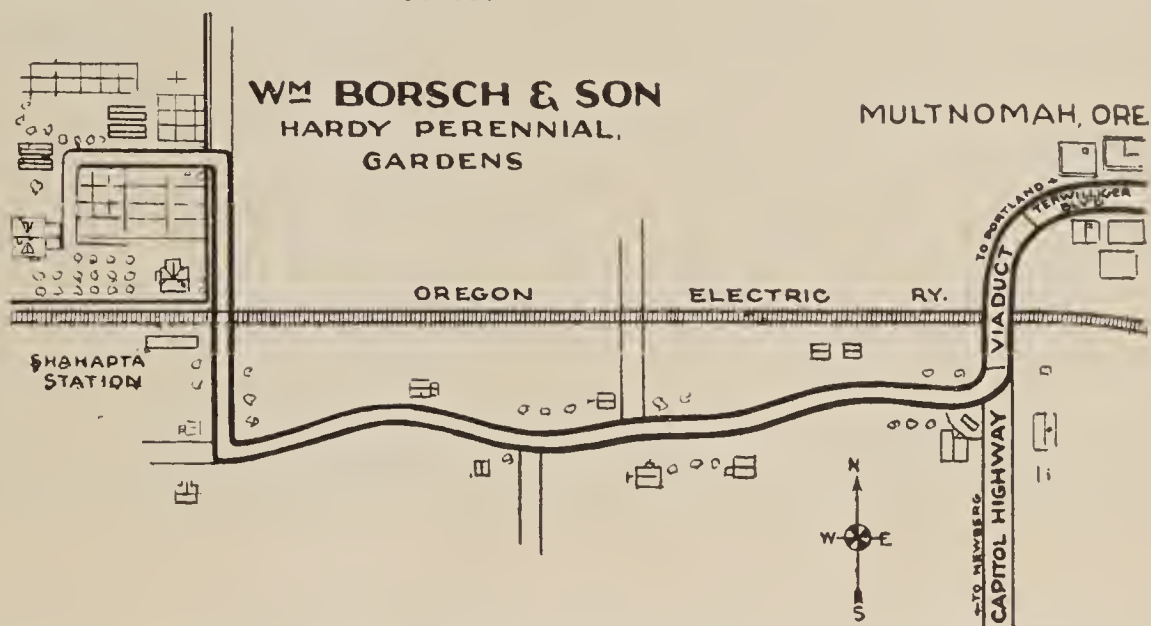 WM BORSCH & SON
HARDY PERENNIAL,
GARDENS
MULTNOMAH, ORE
TO PORTLAND +
TERWILLIGER
BLVD
OREGON ELECTRIC RY.
VIADUCT
SHAHAPTA
STATION
CAPITOL HIGHWAY
TO NEWBERG
N
W E
S